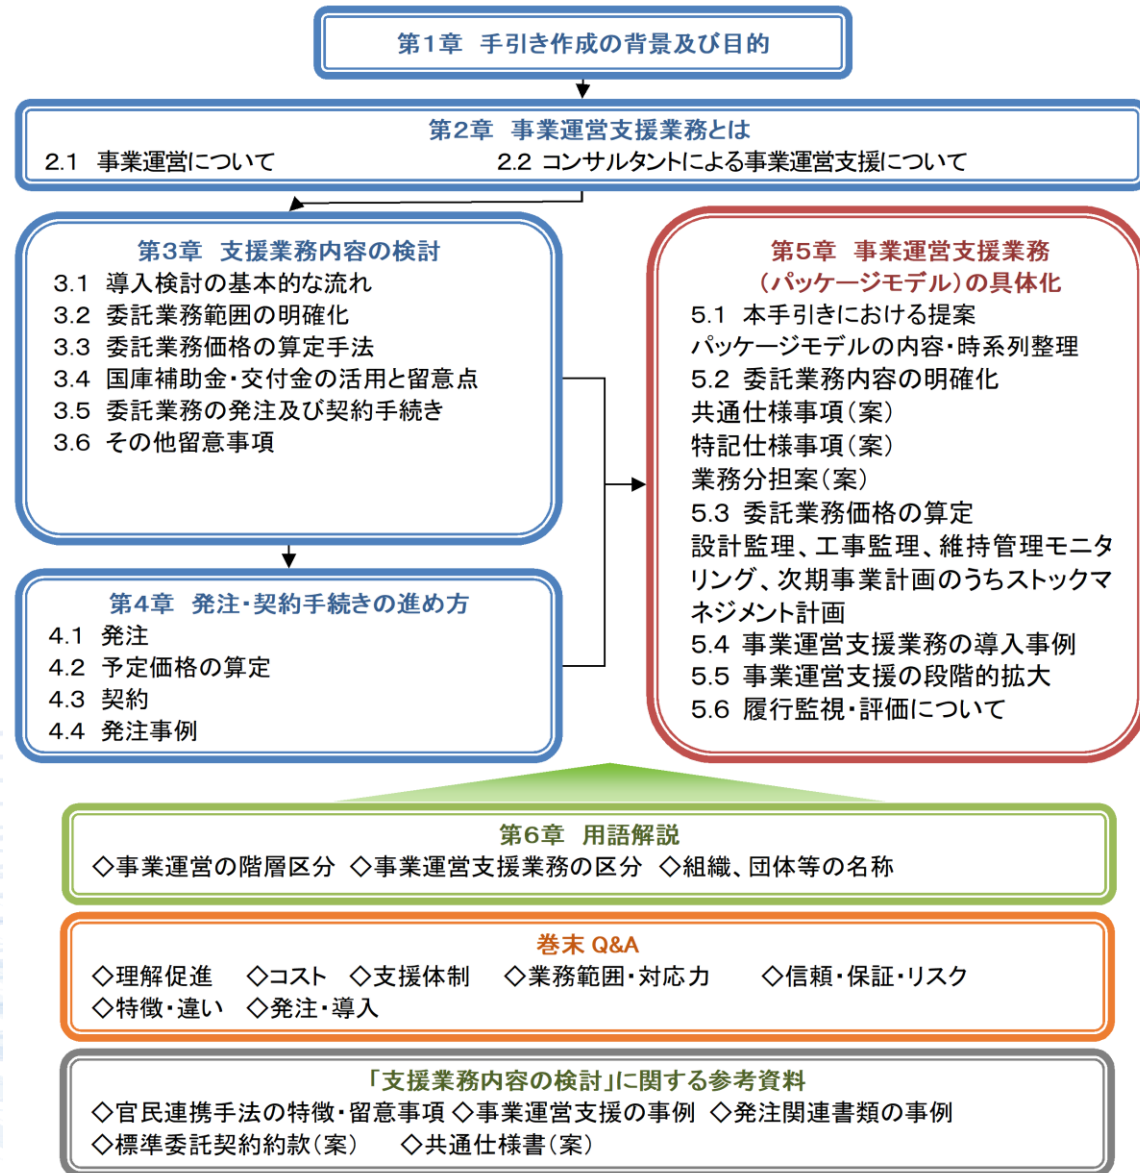 第1章 手引き作成の背景及び目的
第2章 事業運営支援業務とは
2.1 事業運営について 2.2 コンサルタントによる事業運営支援について
第3章 支援業務内容の検討
3.1 導入検討の基本的な流れ
3.2 委託業務範囲の明確化
3.3 委託業務価格の算定手法
3.4 国庫補助金・交付金の活用と留意点
3.5 委託業務の発注及び契約手続き
3.6 その他留意事項
第4章 発注・契約手続きの進め方
4.1 発注
4.2 予定価格の算定
4.3 契約
4.4 発注事例
第5章 事業運営支援業務
(パッケージモデル)の具体化
5.1 本手引きにおける提案
パッケージモデルの内容・時系列整理
5.2 委託業務内容の明確化
共通仕様事項(案)
特記仕様事項(案)
業務分担案(案)
5.3 委託業務価格の算定
設計監理、工事監理、維持管理モニタ
リング、次期事業計画のうちストックマ
ネジメント計画
5.4 事業運営支援業務の導入事例
5.5 事業運営支援の段階的拡大
5.6 履行監視・評価について
第6章 用語解説
◇事業運営の階層区分 ◇事業運営支援業務の区分 ◇組織、団体等の名称
巻末 Q&A
◇理解促進 ◇コスト ◇支援体制 ◇業務範囲・対応力 ◇信頼・保証・リスク
◇特徴・違い ◇発注・導入
「支援業務内容の検討」に関する参考資料
◇官民連携手法の特徴・留意事項 ◇事業運営支援の事例 ◇発注関連書類の事例
◇標準委託契約約款(案) ◇共通仕様書(案)